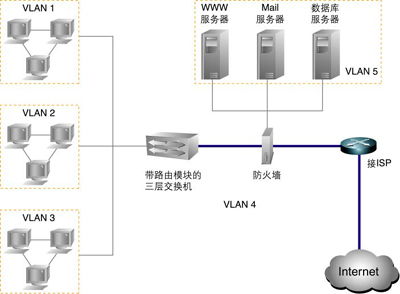 VLAN 1
WWW
服务器
Mail
服务器
数据库
服务器
VLAN 5
VLAN 2
带路由模块的
三层交换机
防火墙
接ISP
VLAN 4
VLAN 3
Internet